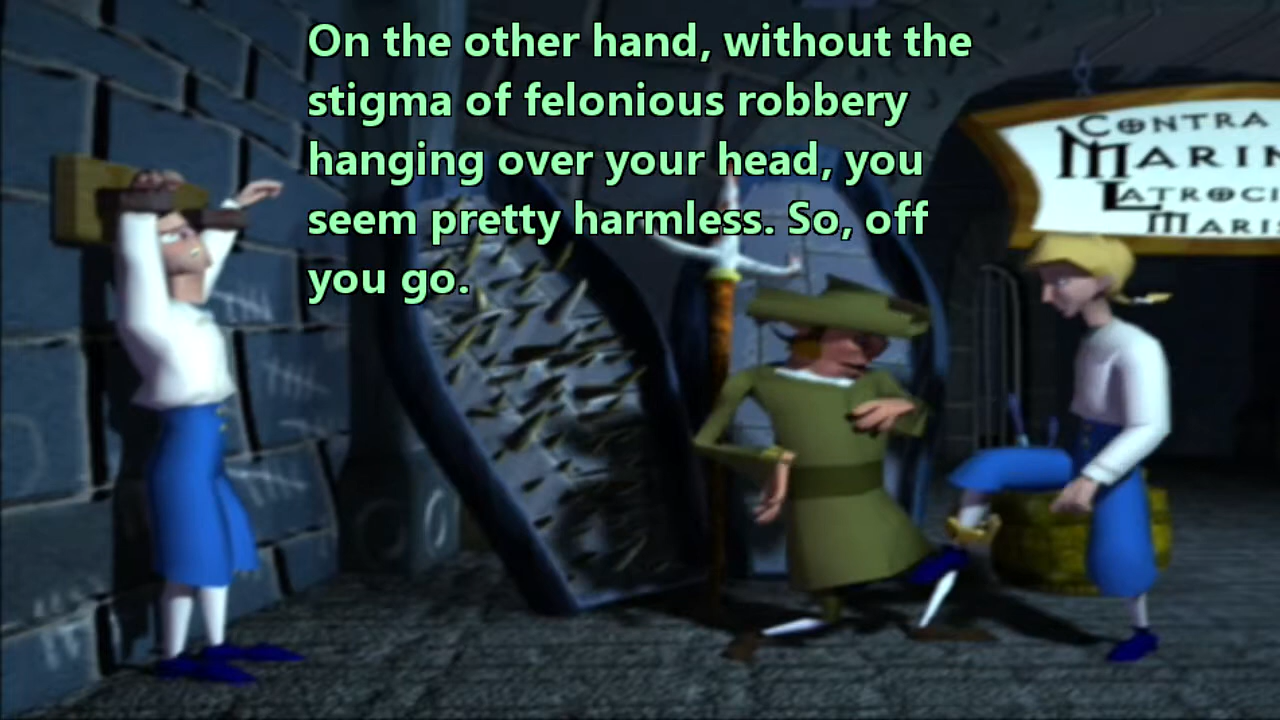 On the other hand, without the
stigma of felonious robbery
hanging over your head, you
seem pretty harmless. So, off
you go.
CONTRA
MARIN
LATROCI
MARIS